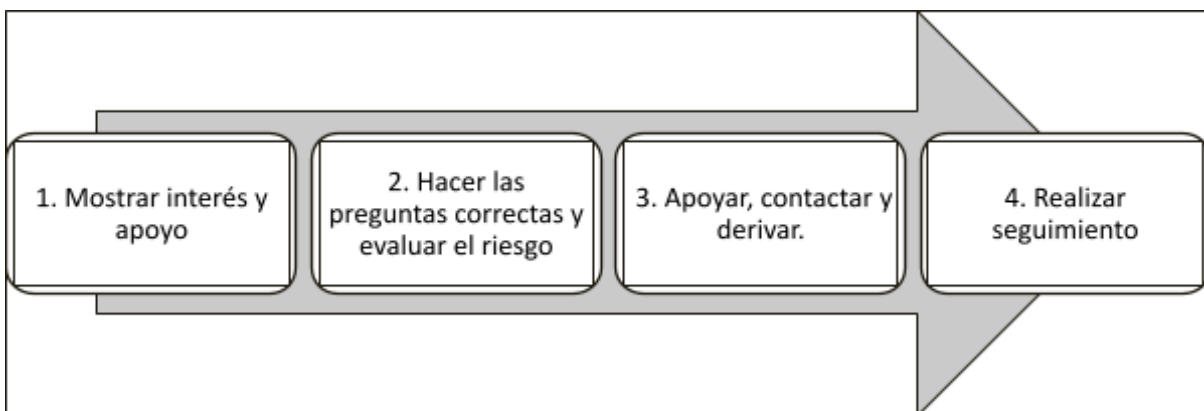 1. Mostrar interés y
apoyo
2. Hacer las
preguntas correctas y
evaluar el riesgo
3. Apoyar, contactar y
derivar.
4. Realizar
seguimiento